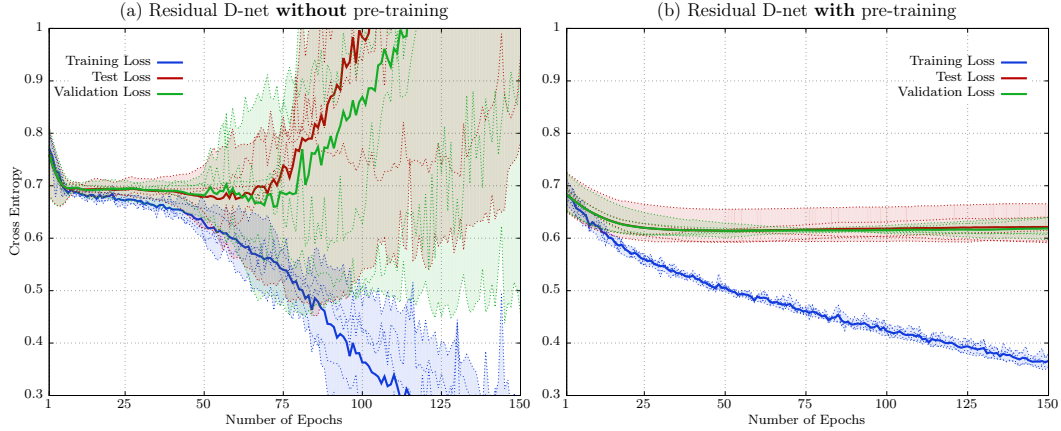 (a) Residual D-net without pre-training
Training Loss
Test Loss
Validation Loss
Cross Entropy
1
0.9
0.8
0.7
0.6
0.5
0.4
0.3
1
25
50
75
100
125
150
Number of Epochs
(b) Residual D-net with pre-training
Training Loss
Test Loss
Validation Loss
1
0.9
0.8
0.7
0.6
0.5
0.4
0.3
1
25
50
75
100
125
150
Number of Epochs